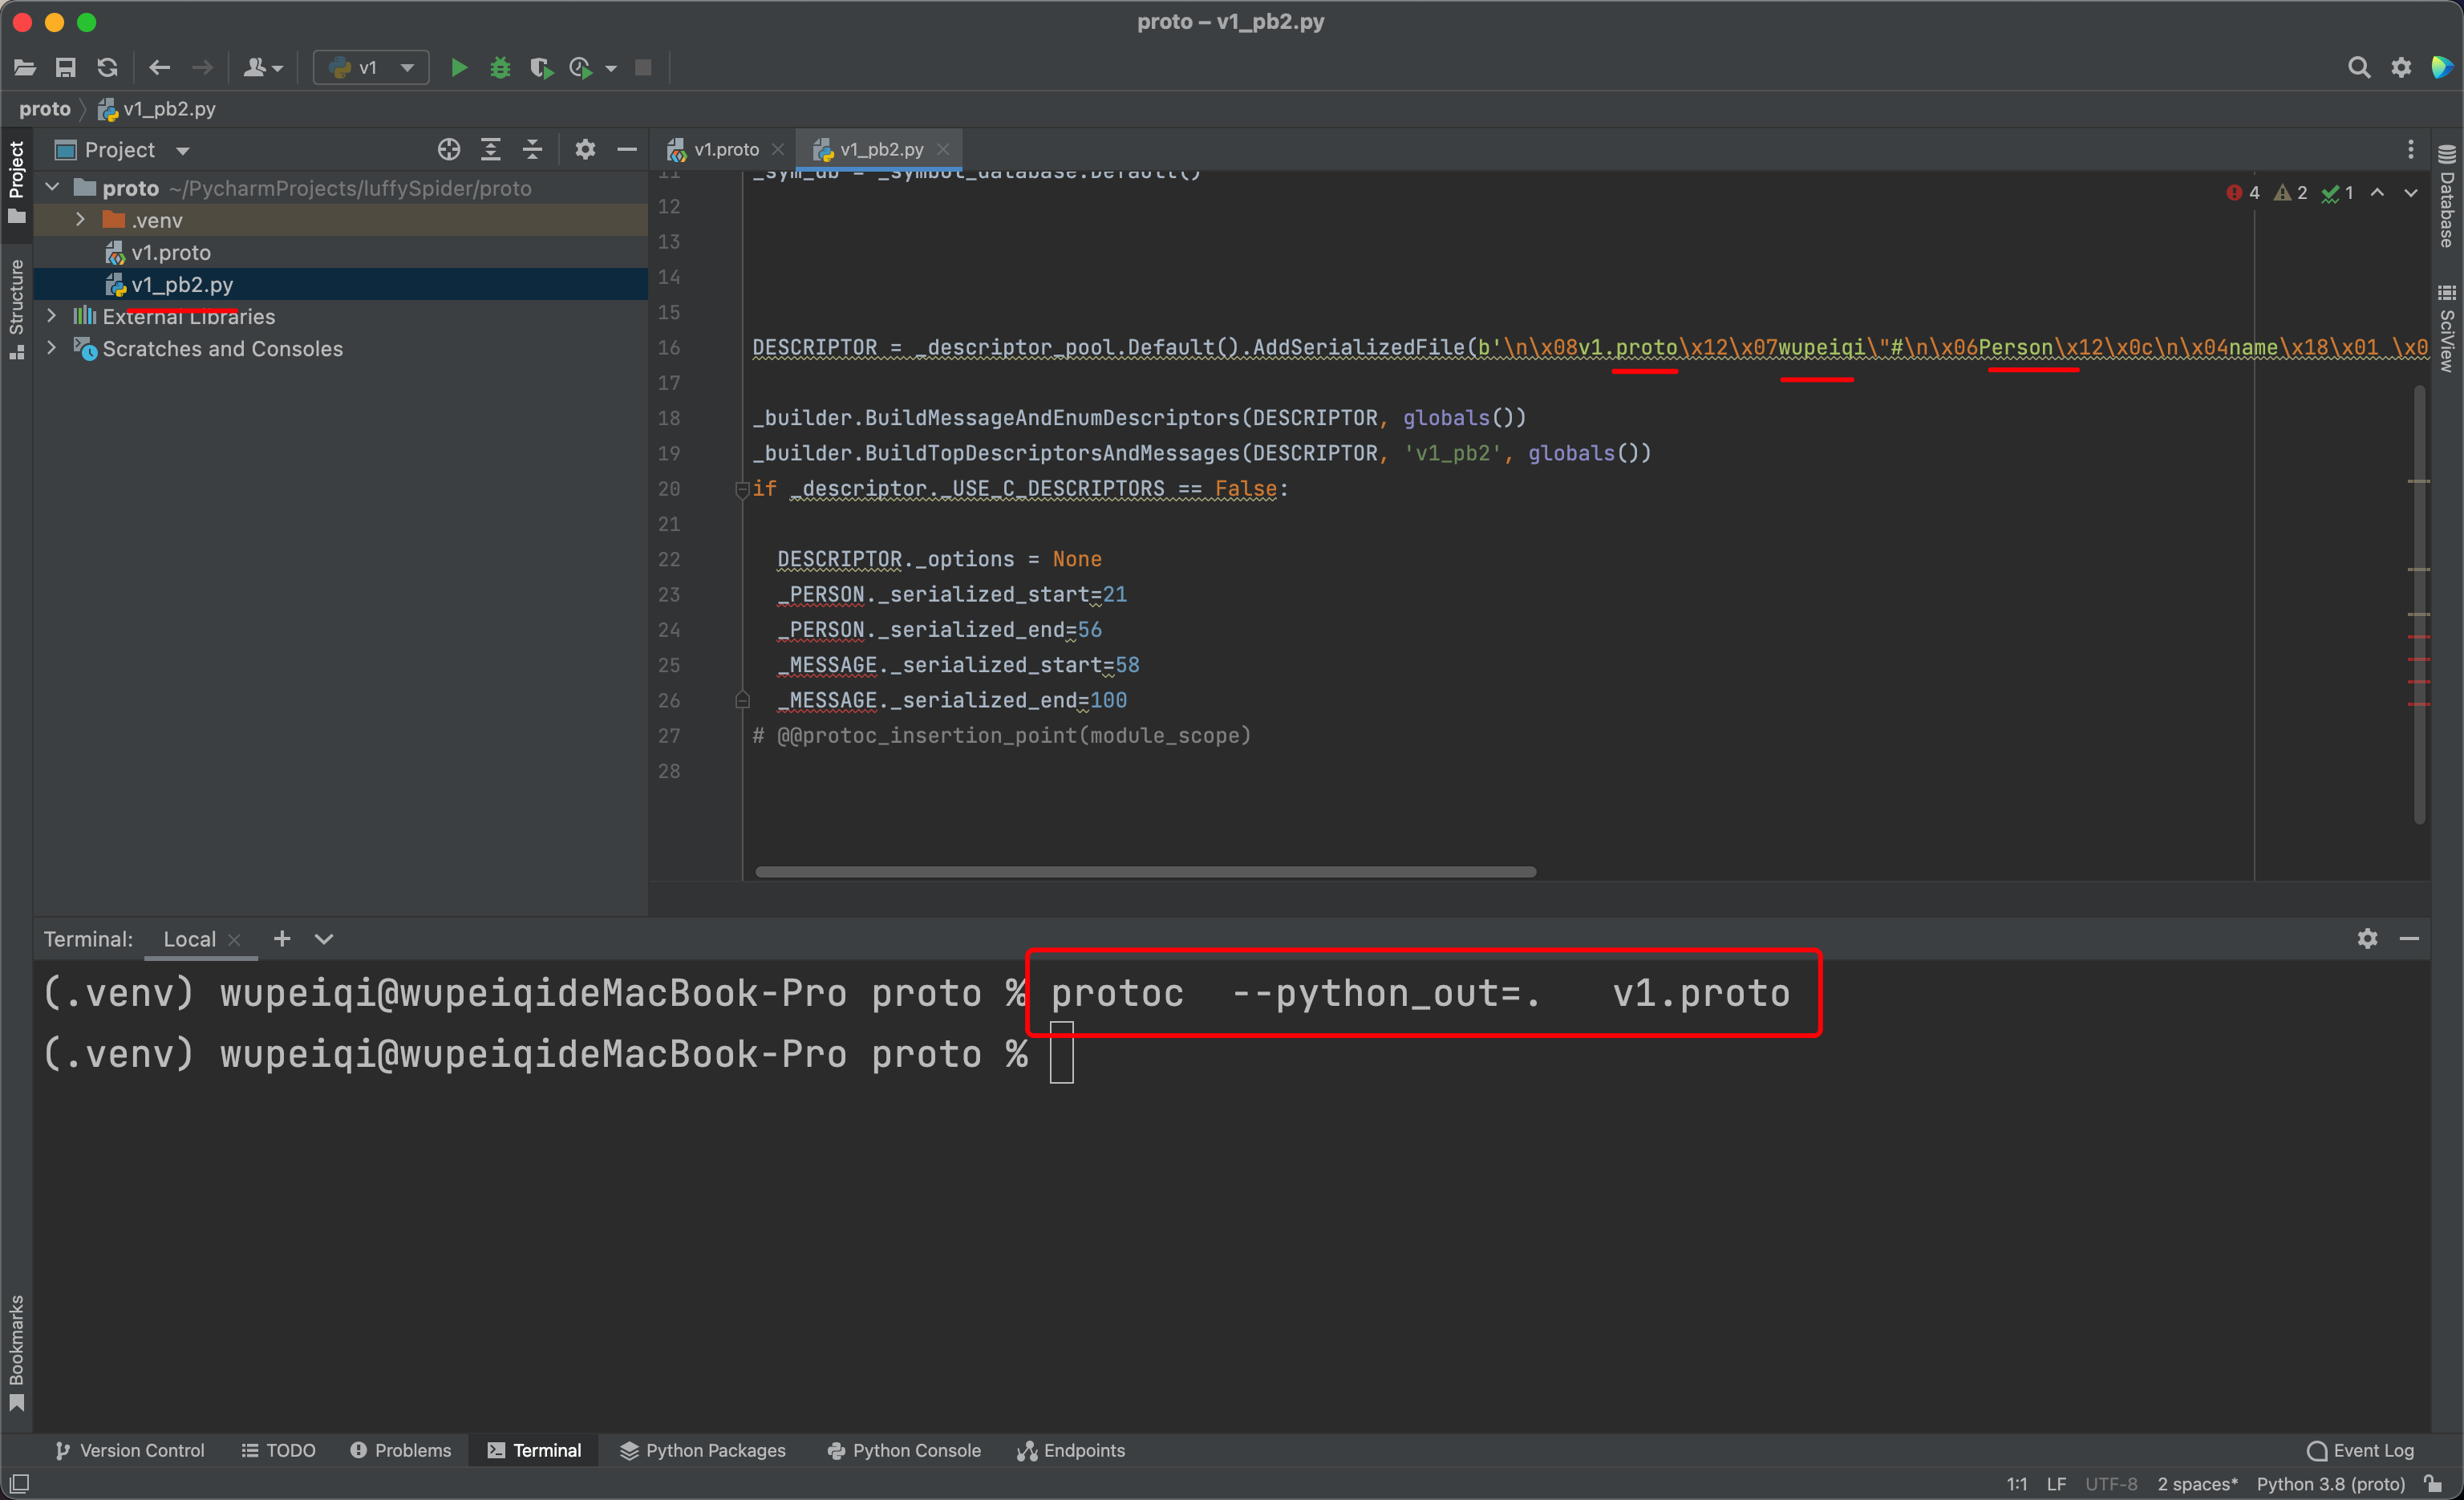 proto – v1_pb2.py
v1
proto v1_pb2.py
Project
Project
v1.proto
v1_pb2.py
proto ~/PycharmProjects/luffySpider/proto
.venv
v1.proto
v1_pb2.py
External Libraries
Scratches and Consoles
Structure
Bookmarks
Database
SciView
4 2 1
11 _sym_db = _symbol_database.Default()
12
13
14
15
16 DESCRIPTOR = _descriptor_pool.Default().AddSerializedFile(b'\n\x08v1.proto\x12\x07wupeiqi\"#\n\x06Person\x12\x0c\n\x04name\x18\x01 \x0
17
18 _builder.BuildMessageAndEnumDescriptors(DESCRIPTOR, globals())
19 _builder.BuildTopDescriptorsAndMessages(DESCRIPTOR, 'v1_pb2', globals())
20 if _descriptor._USE_C_DESCRIPTORS == False:
21
22 DESCRIPTOR._options = None
23 _PERSON._serialized_start=21
24 _PERSON._serialized_end=56
25 _MESSAGE._serialized_start=58
26 _MESSAGE._serialized_end=100
27 # @@protoc_insertion_point(module_scope)
28
Terminal: Local
(.venv) wupeiqi@wupeiqideMacBook-Pro proto % protoc --python_out=. v1.proto
(.venv) wupeiqi@wupeiqideMacBook-Pro proto %
Version Control TODO Problems Terminal Python Packages Python Console Endpoints Event Log
1:1 LF UTF-8 2 spaces* Python 3.8 (proto)